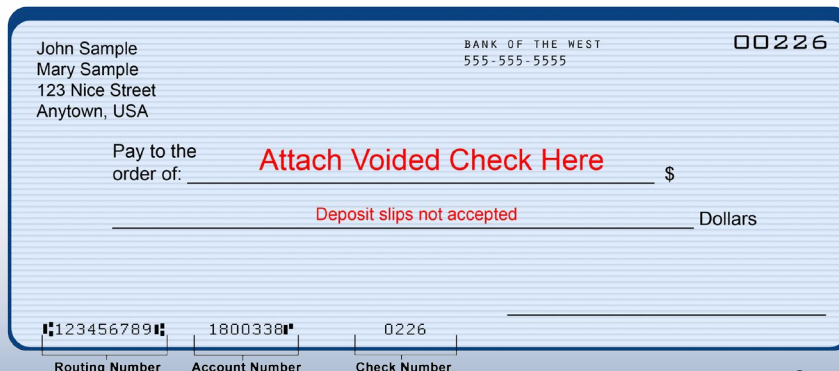 John Sample
Mary Sample
123 Nice Street
Anytown, USA
BANK OF THE WEST
555-555-5555
00226
Pay to the
order of:
Attach Voided Check Here
$
Deposit slips not accepted
Dollars
⑆123456789⑆ 1800338⑈ 0226
Routing Number Account Number Check Number